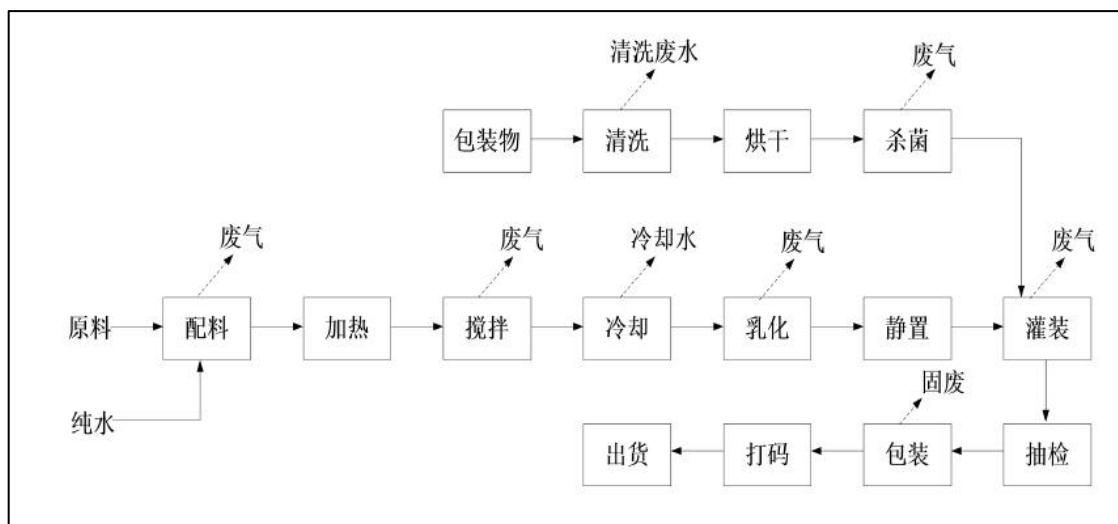 清洗废水 废气
包装物 清洗 烘干 杀菌
废气 废气 冷却水 废气 废气
原料 配料 加热 搅拌 冷却 乳化 静置 灌装
固废
纯水
出货 打码 包装 抽检